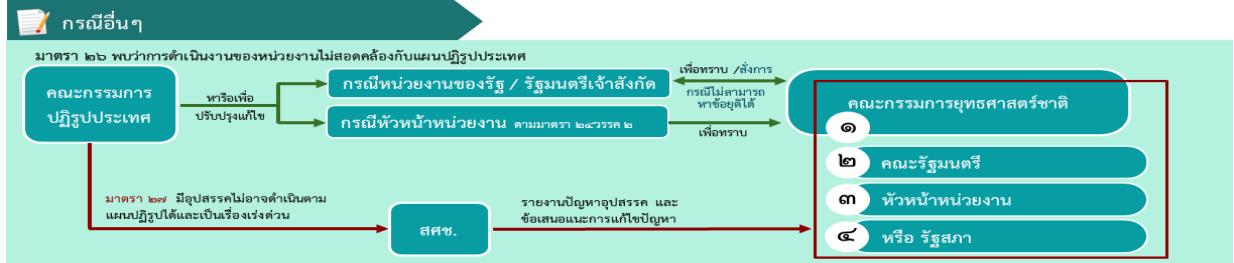 กรณีอื่นๆ
มาตรา ๒๖ พบว่าการดำเนินงานของหน่วยงานไม่สอดคล้องกับแผนปฏิรูปประเทศ
คณะกรรมการ
ปฏิรูปประเทศ
หารือเพื่อ
ปรับปรุงแก้ไข
กรณีหน่วยงานของรัฐ / รัฐมนตรีเจ้าสังกัด
กรณีหัวหน้าหน่วยงาน ตามมาตรา ๒๙วรรค ๒
เพื่อทราบ /สั่งการ
กรณีไม่สามารถ
หาข้อยุติได้
เพื่อทราบ
คณะกรรมการยุทธศาสตร์ชาติ
๑
๒ คณะรัฐมนตรี
๓ หัวหน้าหน่วยงาน
๔ หรือ รัฐสภา
มาตรา ๒๗ มีอุปสรรคไม่อาจดำเนินตาม
แผนปฏิรูปได้และเป็นเรื่องเร่งด่วน
สศช.
รายงานปัญหาอุปสรรค และ
ข้อเสนอแนะการแก้ไขปัญหา